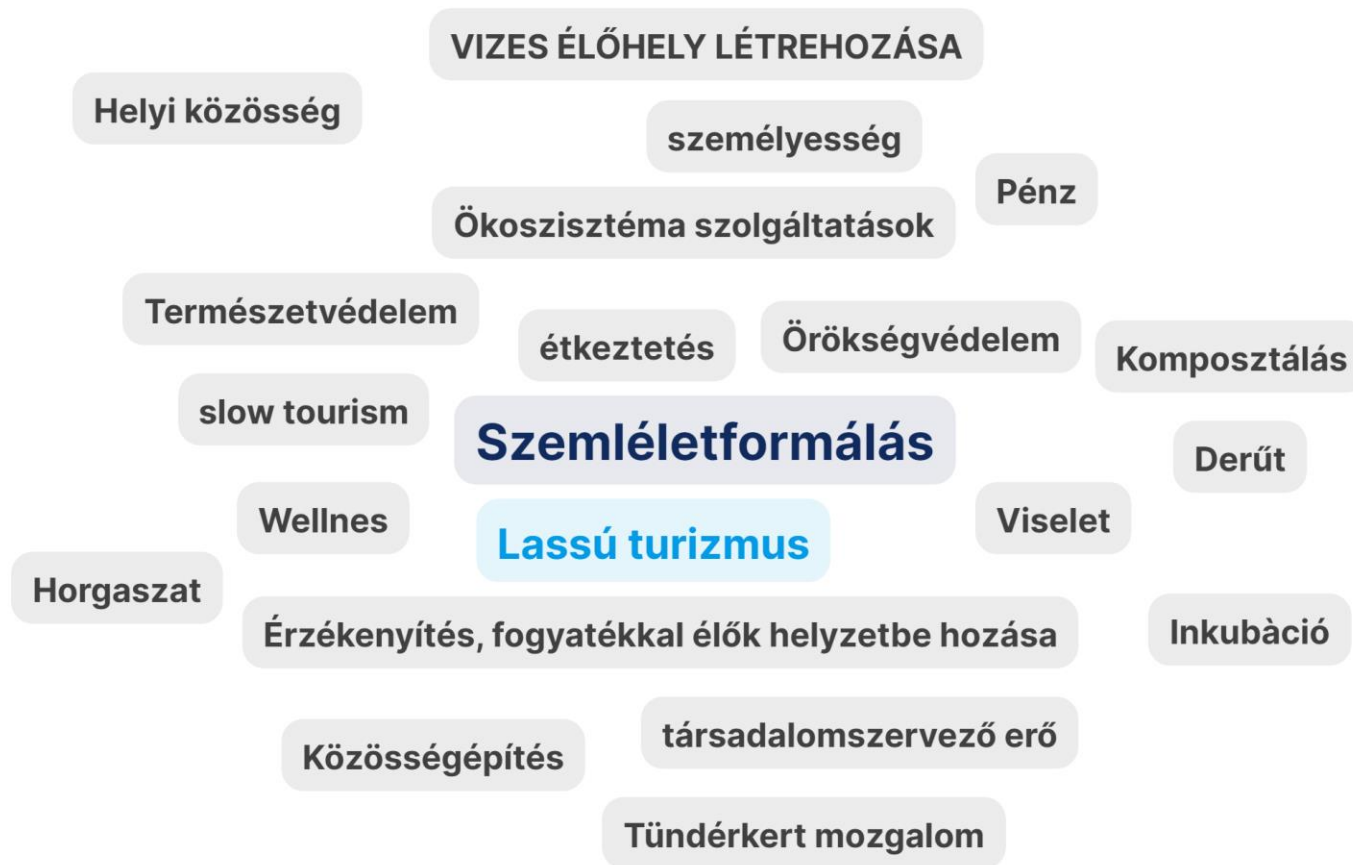 VIZES ÉLŐHELY LÉTREHOZÁSA
Helyi közösség
személyesség
Pénz
Ökoszisztéma szolgáltatások
Természetvédelem
étkeztetés
Örökségvédelem
Komposztálás
slow tourism
Szemléletformálás
Derűt
Wellnes
Lassú turizmus
Viselet
Horgaszat
Érzékenyítés, fogyatékkal élők helyzetbe hozása
Inkubàció
Közösségépítés
társadalomszervező erő
Tündérkert mozgalom